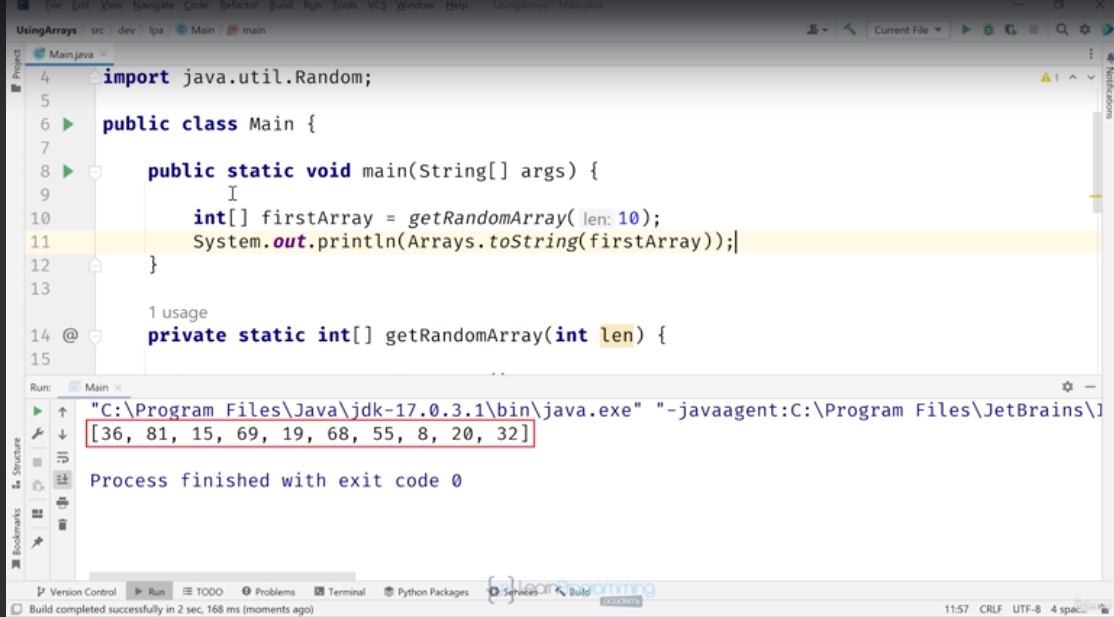 File Edit View Navigate Code Refactor Build Run Tools VCS Window Help UsingArrays - Main.java
UsingArrays src dev lpa Main main Current File
Project
Main.java
Notifications
4 import java.util.Random; 1
5
6 public class Main {
7
8 public static void main(String[] args) {
9
10 int[] firstArray = getRandomArray( len: 10);
11 System.out.println(Arrays.toString(firstArray));
12 }
13
1 usage
14 @ private static int[] getRandomArray(int len) {
15
Run: Main
"C:\Program Files\Java\jdk-17.0.3.1\bin\java.exe" "-javaagent:C:\Program Files\JetBrains\
[36, 81, 15, 69, 19, 68, 55, 8, 20, 32]
Process finished with exit code 0
Structure
Bookmarks
Version Control Run TODO Problems Terminal Python Packages Services Build
LearnProgramming
academy
Build completed successfully in 2 sec, 168 ms (moments ago) 11:57 CRLF UTF-8 4 spac...